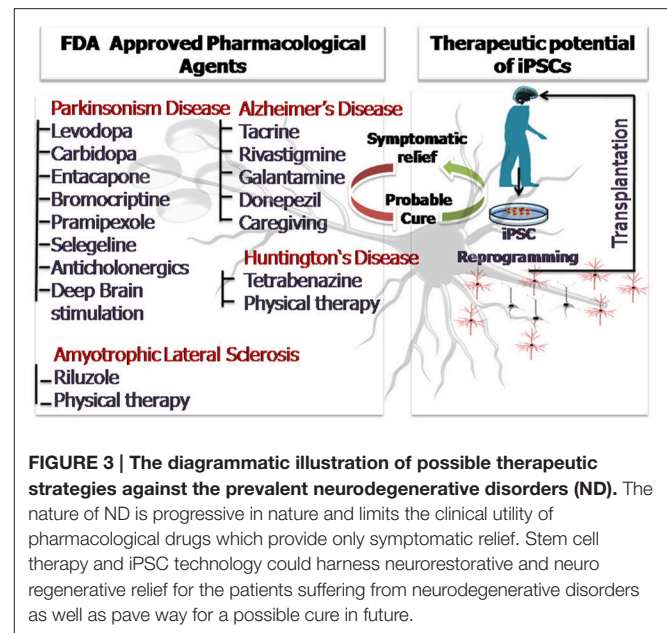 FDA Approved Pharmacological
Agents
Therapeutic potential
of iPSCs
Parkinsonism Disease
Levodopa
Carbidopa
Entacapone
Bromocriptine
Pramipexole
Selegeline
Anticholonergics
Deep Brain
stimulation
Alzheimer's Disease
Tacrine
Rivastigmine
Galantamine
Donepezil
Caregiving
Huntington's Disease
Tetrabenazine
Physical therapy
Amyotrophic Lateral Sclerosis
Riluzole
Physical therapy
Symptomatic
relief
Probable
Cure
iPSC
Reprogramming
Transplantation
FIGURE 3 | The diagrammatic illustration of possible therapeutic
strategies against the prevalent neurodegenerative disorders (ND). The
nature of ND is progressive in nature and limits the clinical utility of
pharmacological drugs which provide only symptomatic relief. Stem cell
therapy and iPSC technology could harness neurorestorative and neuro
regenerative relief for the patients suffering from neurodegenerative disorders
as well as pave way for a possible cure in future.